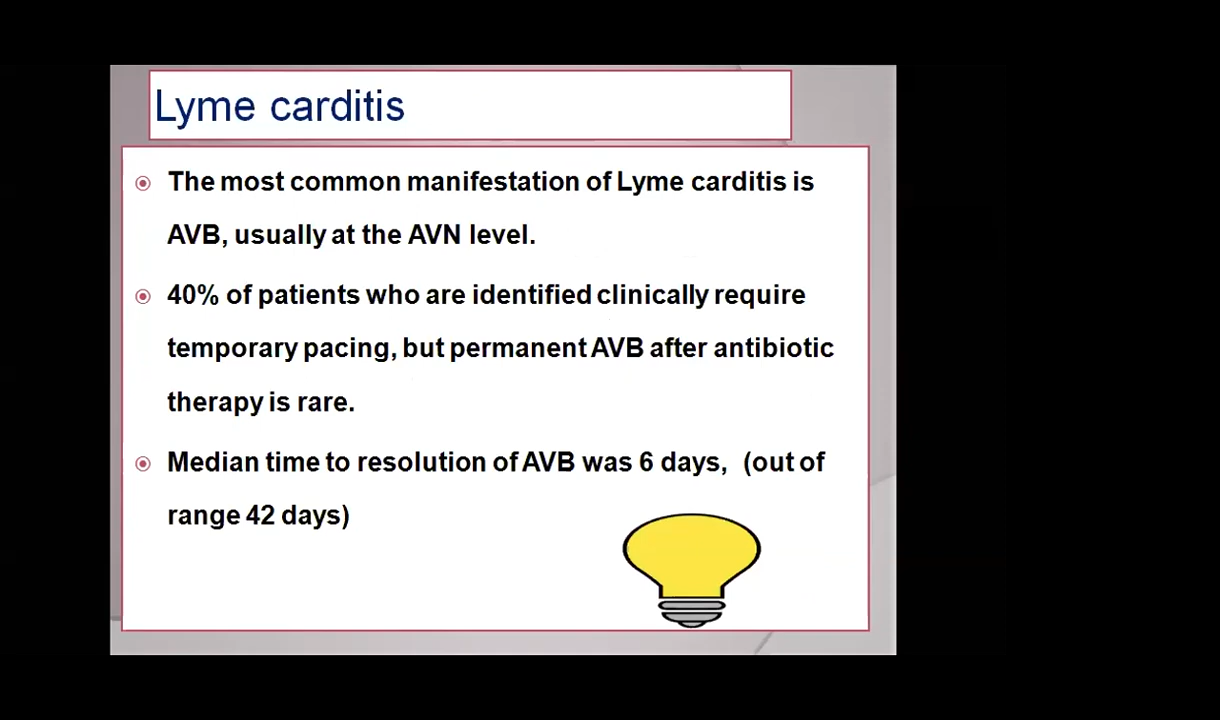 Lyme carditis
The most common manifestation of Lyme carditis is
AVB, usually at the AVN level.
40% of patients who are identified clinically require
temporary pacing, but permanent AVB after antibiotic
therapy is rare.
Median time to resolution of AVB was 6 days, (out of
range 42 days)